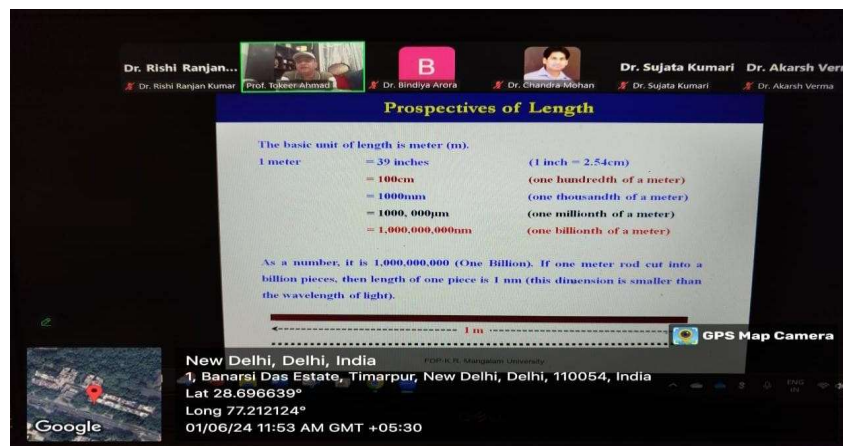 Dr. Rishi Ranjan...
B
Dr. Sujata Kumari
Dr. Akarsh Ver
Dr. Rishi Ranjan Kumar
Prof. Tokeer Ahmad
Dr. Bindiya Arora
Dr. Chandra Mohan
Dr. Sujata Kumari
Dr. Akarsh Verma
Prospectives of Length
The basic unit of length is meter (m).
1 meter = 39 inches (1 inch = 2.54cm)
= 100cm (one hundredth of a meter)
= 1000mm (one thousandth of a meter)
= 1000, 000µm (one millionth of a meter)
= 1,000,000,000nm (one billionth of a meter)
As a number, it is 1,000,000,000 (One Billion). If one meter rod cut into a
billion pieces, then length of one piece is 1 nm (this dimension is smaller than
the wavelength of light).
1 m
FDP-K.R. Mangalam University
GPS Map Camera
New Delhi, Delhi, India
1, Banarsi Das Estate, Timarpur, New Delhi, Delhi, 110054, India
Lat 28.696639°
Long 77.212124°
01/06/24 11:53 AM GMT +05:30
Google
ENG
IN